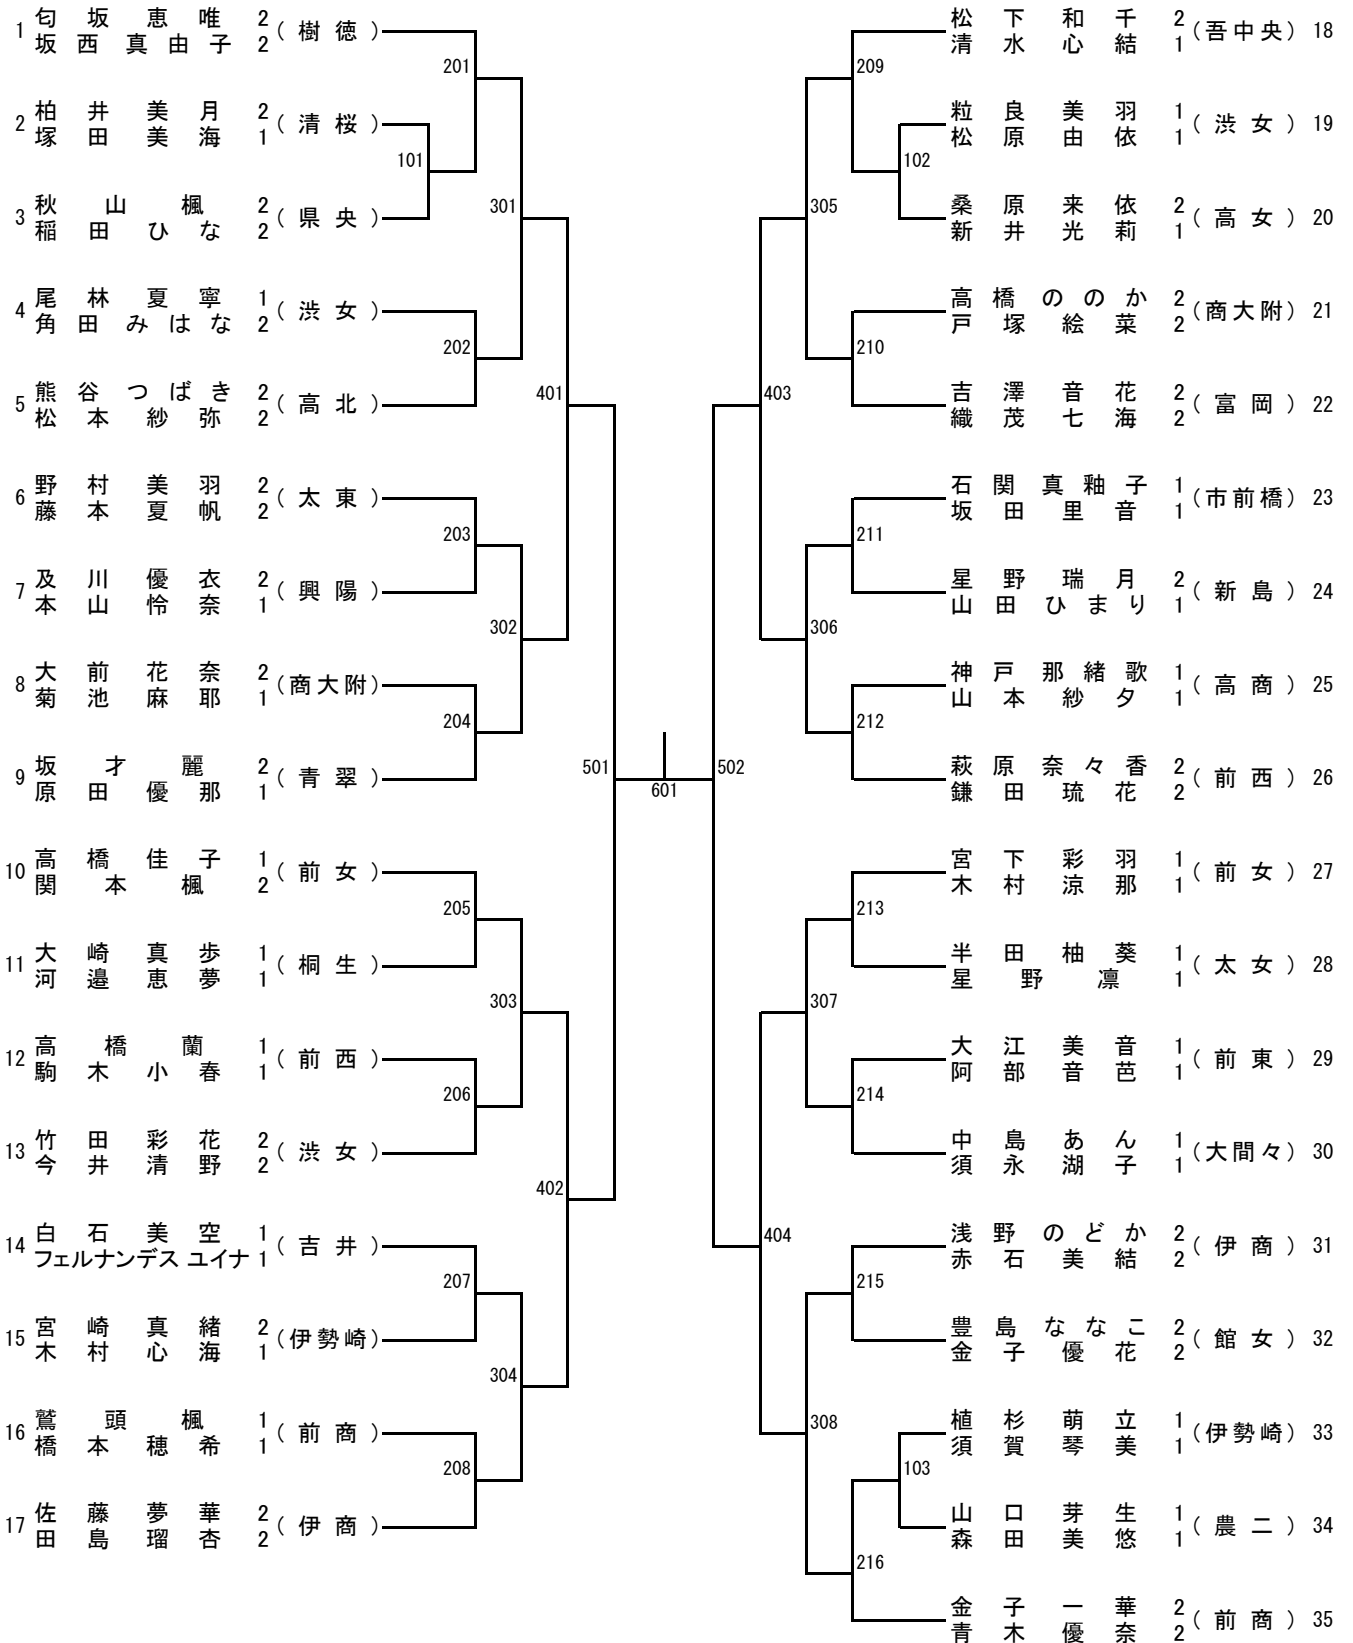 1 匂坂恵唯 2 (樹徳)
坂西真由子 2
2 柏井美月 2 (清桜)
塚田美海 1
3 秋山楓 2 (県央)
稲田ひな 2
4 尾林夏寧 1 (渋女)
角田みはな 2
5 熊谷つばき 2 (高北)
松本紗弥 2
6 野村美羽 2 (太東)
藤本夏帆 2
7 及川優衣 2 (興陽)
本山怜奈 1
8 大前花奈 2 (商大附)
菊池麻耶 1
9 坂才麗 2 (青翠)
原田優那 1
10 高橋佳子 1 (前女)
関本楓 2
11 大崎真歩 1 (桐生)
河邉恵夢 1
12 高橋蘭 1 (前西)
駒木小春 1
13 竹田彩花 2 (渋女)
今井清野 2
14 白石美空 1 (吉井)
フェルナンデス ユイナ 1
15 宮崎真緒 2 (伊勢崎)
木村心海 1
16 鷲頭楓 1 (前商)
橋本穂希 1
17 佐藤夢華 2 (伊商)
田島瑠杏 2
101
201
202
203
204
205
206
207
208
301
302
303
304
401
402
501
601
502
403
404
305
306
307
308
209
210
211
212
213
214
215
216
102
103
松下和千 2 (吾中央) 18
清水心結 1
粒良美羽 1 (渋女) 19
松原由依 1
桑原来依 2 (高女) 20
新井光莉 1
高橋ののか 2 (商大附) 21
戸塚絵菜 2
吉澤音花 2 (富岡) 22
織茂七海 2
石関真釉子 1 (市前橋) 23
坂田里音 1
星野瑞月 2 (新島) 24
山田ひまり 1
神戸那緒歌 1 (高商) 25
山本紗夕 1
萩原奈々香 2 (前西) 26
鎌田琉花 2
宮下彩羽 1 (前女) 27
木村涼那 1
半田柚葵 1 (太女) 28
星野凛 1
大江美音 1 (前東) 29
阿部音芭 1
中島あん 1 (大間々) 30
須永湖子 1
浅野のどか 2 (伊商) 31
赤石美結 2
豊島ななこ 2 (館女) 32
金子優花 2
植杉萌立 1 (伊勢崎) 33
須賀琴美 1
山口芽生 1 (農二) 34
森田美悠 1
金子一華 2 (前商) 35
青木優奈 2